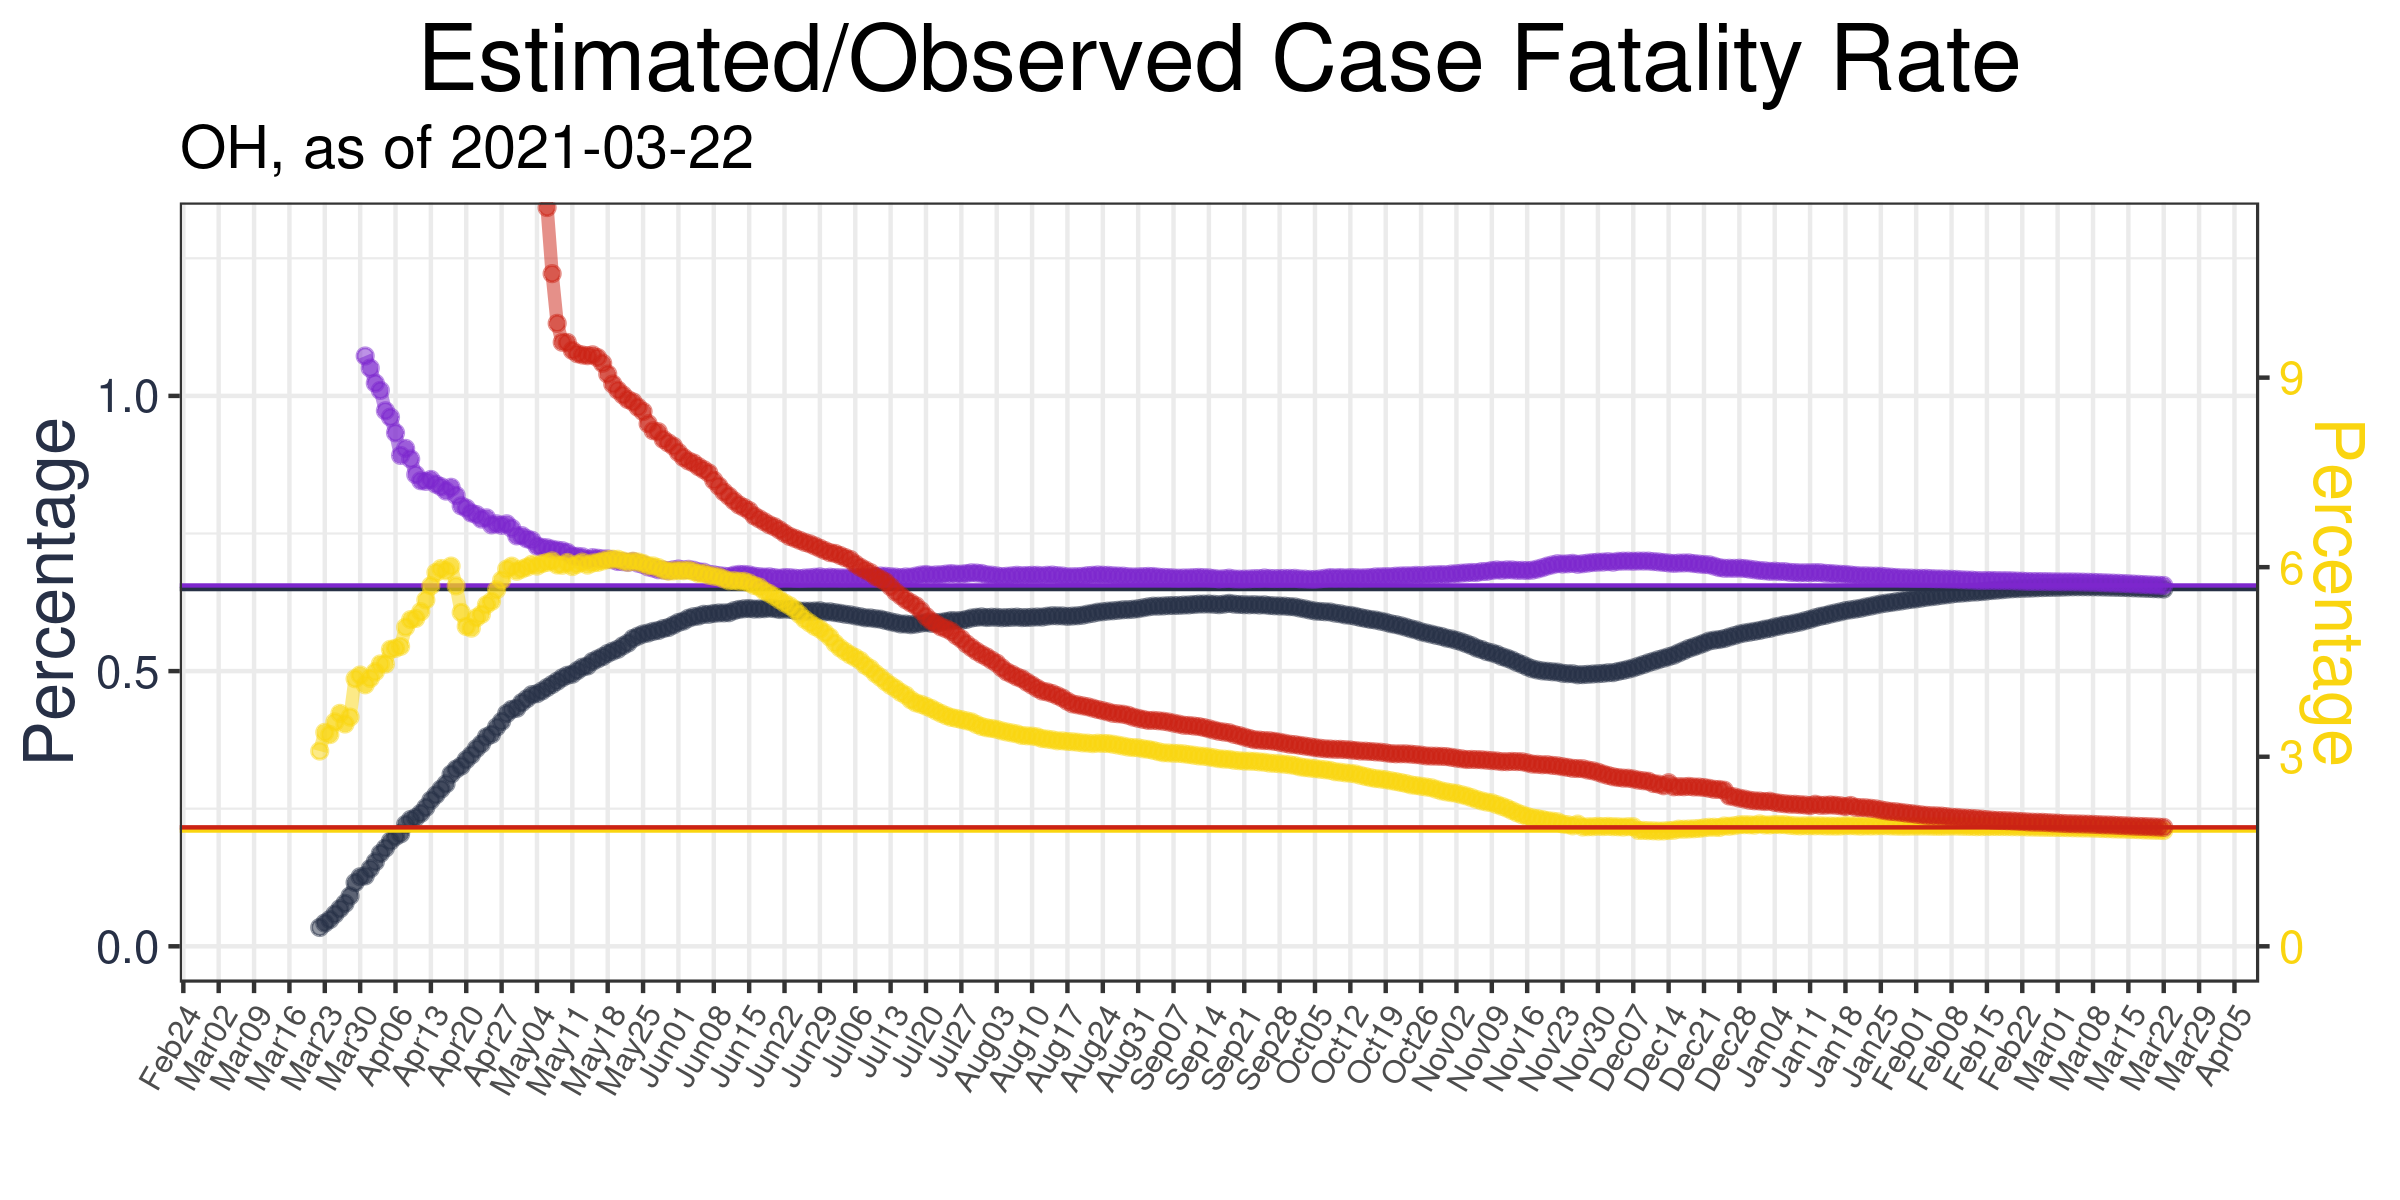 Estimated/Observed Case Fatality Rate
OH, as of 2021-03-22
Percentage
1.0
0.5
0.0
9
6
3
0
Percentage
Feb24
Mar02
Mar09
Mar16
Mar23
Mar30
Apr06
Apr13
Apr20
Apr27
May04
May11
May18
May25
Jun01
Jun08
Jun15
Jun22
Jun29
Jul06
Jul13
Jul20
Jul27
Aug03
Aug10
Aug17
Aug24
Aug31
Sep07
Sep14
Sep21
Sep28
Oct05
Oct12
Oct19
Oct26
Nov02
Nov09
Nov16
Nov23
Nov30
Dec07
Dec14
Dec21
Dec28
Jan04
Jan11
Jan18
Jan25
Feb01
Feb08
Feb15
Feb22
Mar01
Mar08
Mar15
Mar22
Mar29
Apr05